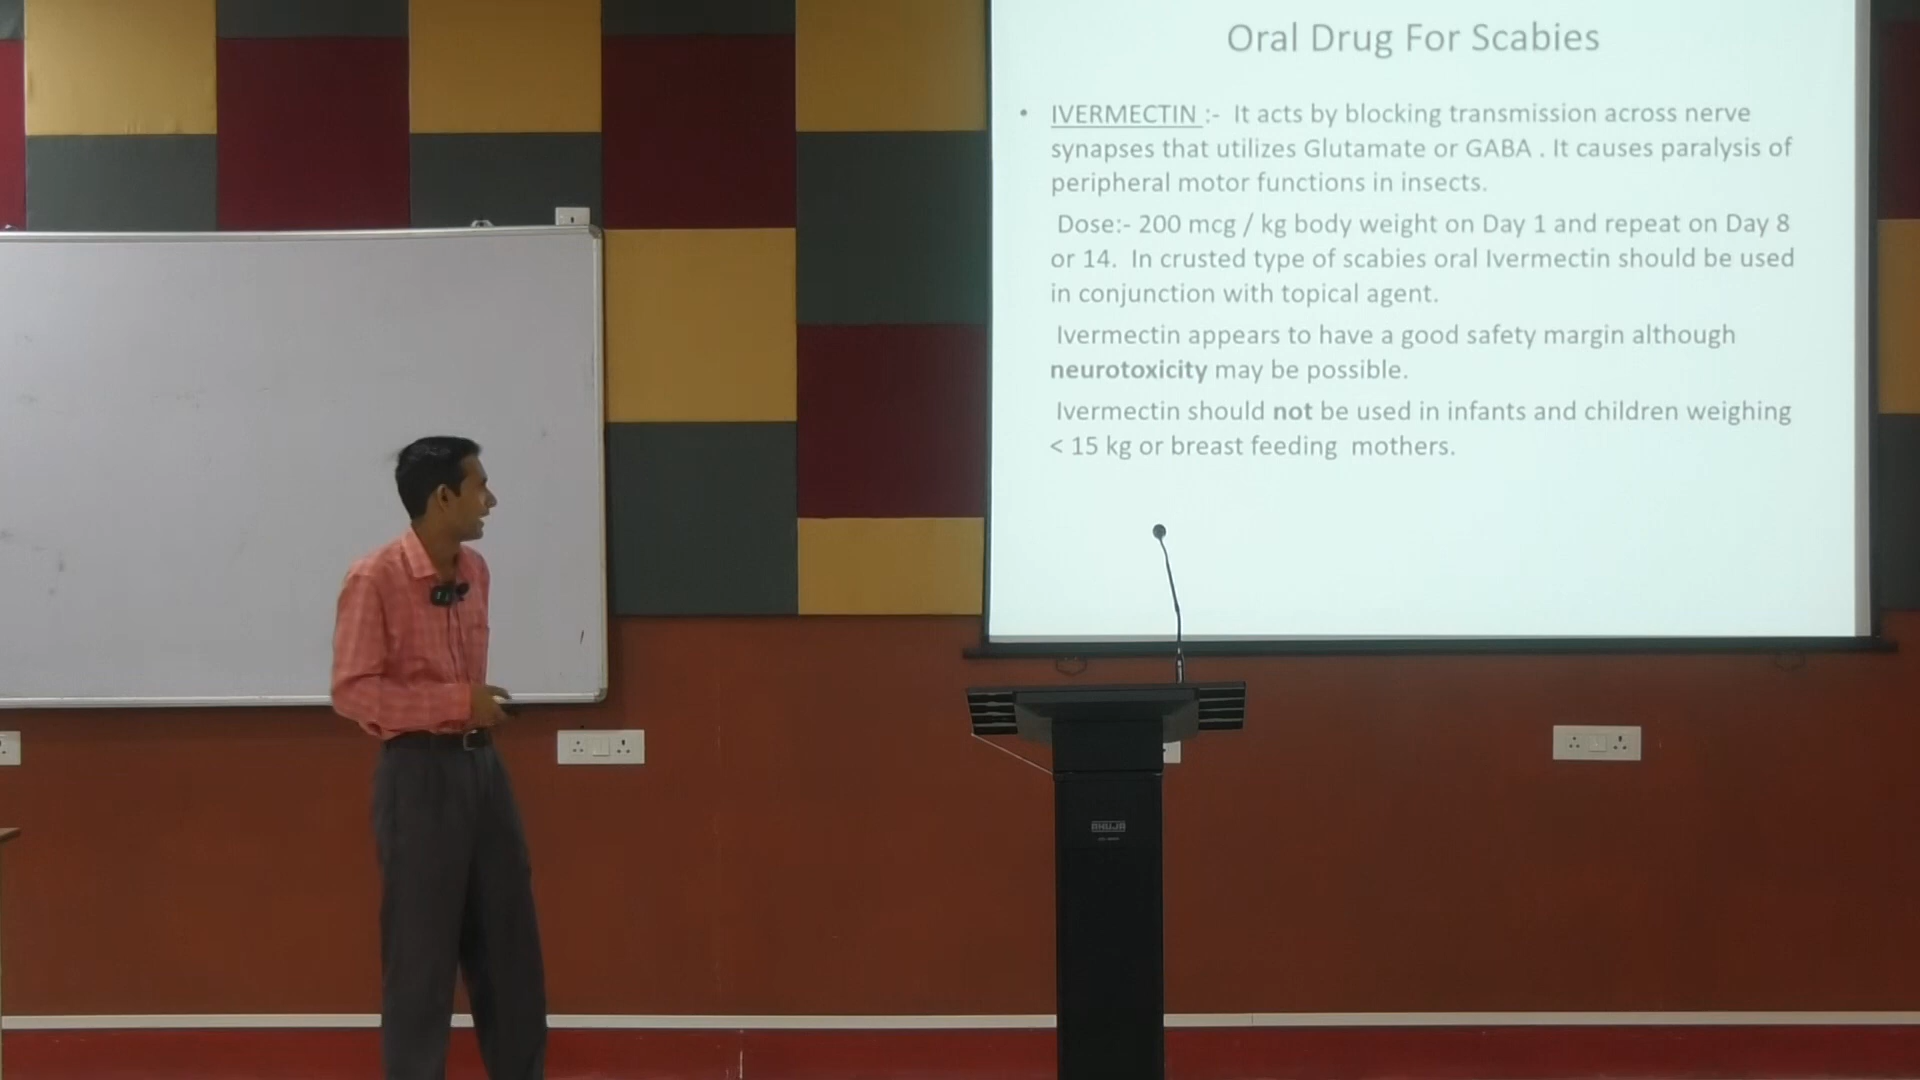 Oral Drug For Scabies
• IVERMECTIN :- It acts by blocking transmission across nerve
synapses that utilizes Glutamate or GABA . It causes paralysis of
peripheral motor functions in insects.
Dose:- 200 mcg / kg body weight on Day 1 and repeat on Day 8
or 14. In crusted type of scabies oral Ivermectin should be used
in conjunction with topical agent.
Ivermectin appears to have a good safety margin although
neurotoxicity may be possible.
Ivermectin should not be used in infants and children weighing
< 15 kg or breast feeding mothers.
AHUJA